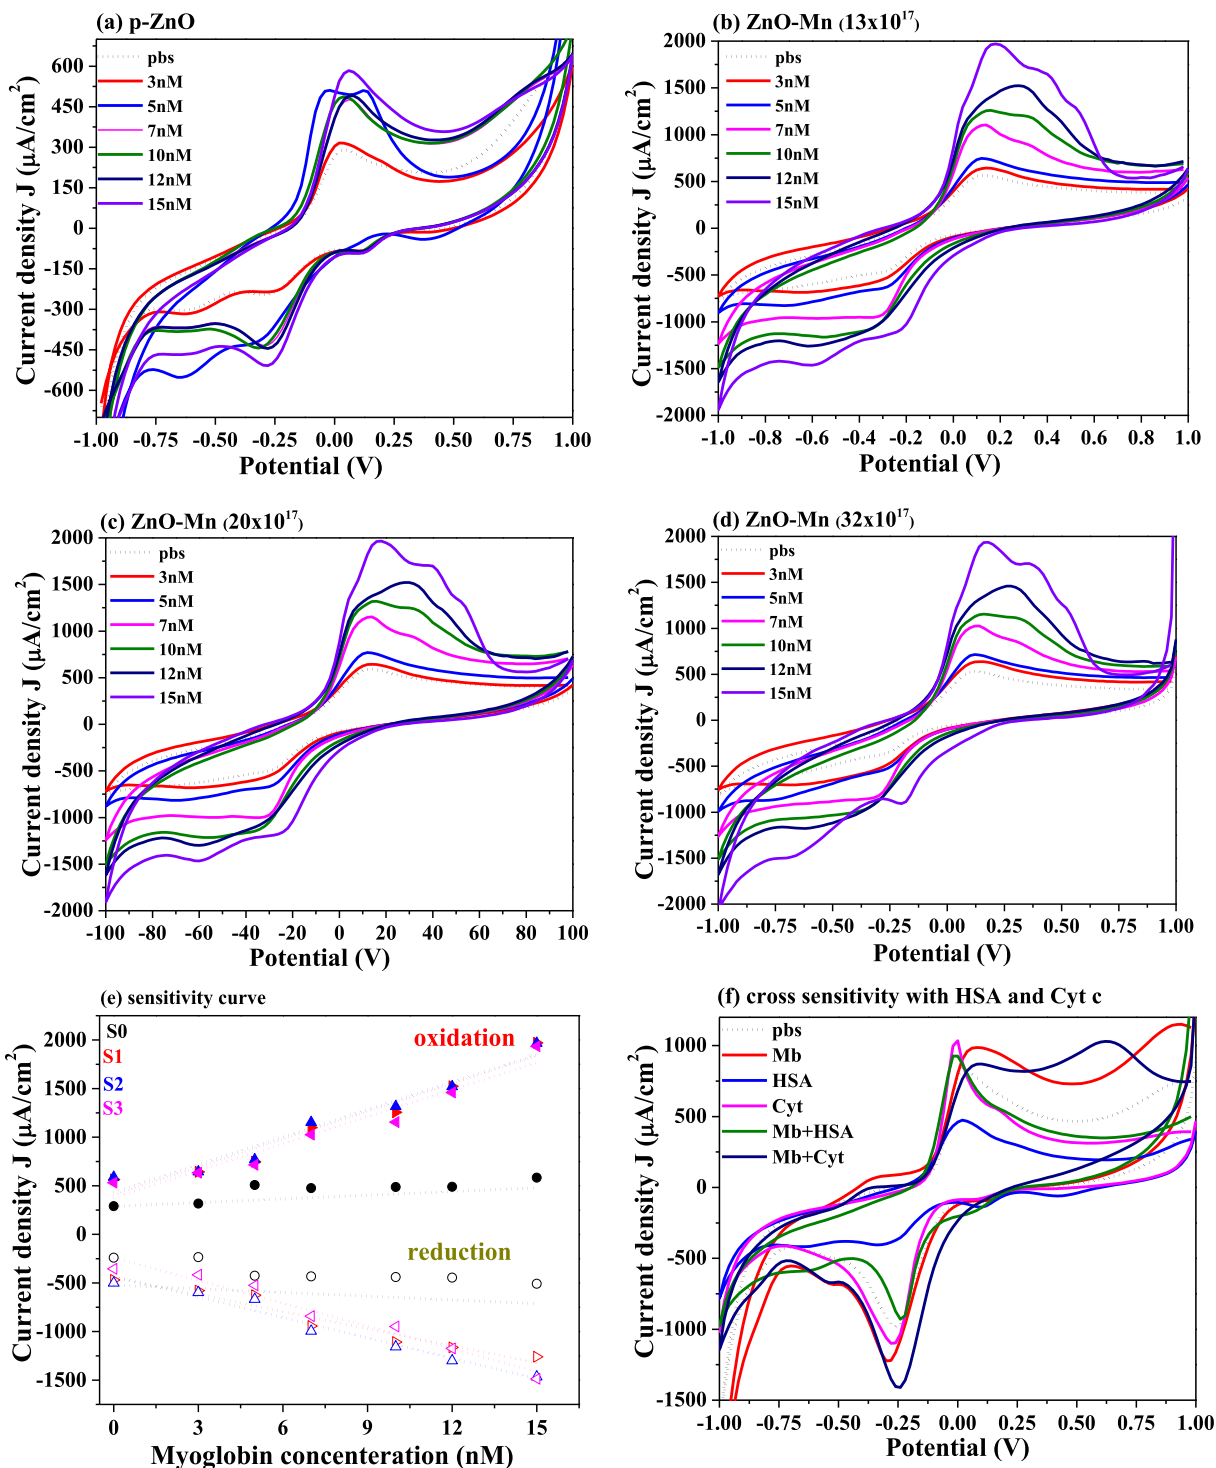 (a) p-ZnO
pbs
3nM
5nM
7nM
10nM
12nM
15nM
600
450
300
150
0
-150
-300
-450
-600
-1.00 -0.75 -0.50 -0.25 0.00 0.25 0.50 0.75 1.00
Current density J (µA/cm²)
Potential (V)
(b) ZnO-Mn (13x10¹⁷)
pbs
3nM
5nM
7nM
10nM
12nM
15nM
2000
1500
1000
500
0
-500
-1000
-1500
-2000
-1.0 -0.8 -0.6 -0.4 -0.2 0.0 0.2 0.4 0.6 0.8 1.0
Current density J (µA/cm²)
Potential (V)
(c) ZnO-Mn (20x10¹⁷)
pbs
3nM
5nM
7nM
10nM
12nM
15nM
2000
1500
1000
500
0
-500
-1000
-1500
-2000
-100 -80 -60 -40 -20 0 20 40 60 80 100
Current density J (µA/cm²)
Potential (V)
(d) ZnO-Mn (32x10¹⁷)
pbs
3nM
5nM
7nM
10nM
12nM
15nM
2000
1500
1000
500
0
-500
-1000
-1500
-2000
-1.00 -0.75 -0.50 -0.25 0.00 0.25 0.50 0.75 1.00
Current density J (µA/cm²)
Potential (V)
(e) sensitivity curve
S0
S1
S2
S3
oxidation
reduction
2000
1500
1000
500
0
-500
-1000
-1500
0 3 6 9 12 15
Current density J (µA/cm²)
Myoglobin concenteration (nM)
(f) cross sensitivity with HSA and Cyt c
pbs
Mb
HSA
Cyt
Mb+HSA
Mb+Cyt
1000
500
0
-500
-1000
-1500
-1.00 -0.75 -0.50 -0.25 0.00 0.25 0.50 0.75 1.00
Current density J (µA/cm²)
Potential (V)